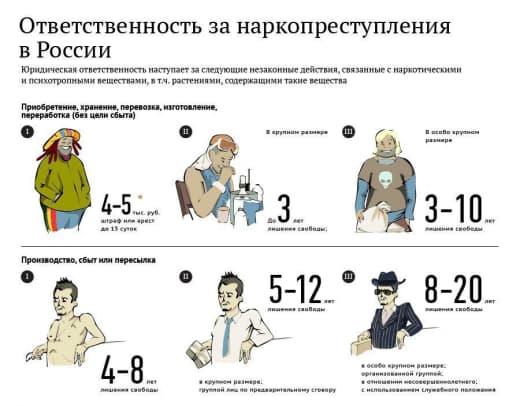 Ответственность за наркопреступления
в России
Юридическая ответственность наступает за следующие незаконные действия, связанные с наркотическими
и психотропными веществами, в т.ч. растениями, содержащими такие вещества
Приобретение, хранение, перевозка, изготовление,
переработка (без цели сбыта)
I
4–5 * тыс. руб.
штраф или арест
до 15 суток
II
В крупном размере
До 3 лет
лишения свободы;
III
В особо крупном
размере
3–10 лет
лишения свободы
Производство, сбыт или пересылка
I
4–8 лет
лишения свободы
II
5–12 лет
лишения свободы
в крупном размере;
группой лиц по предварительному сговору
III
8–20 лет
лишения свободы
в особо крупном размере;
организованной группой;
в отношении несовершеннолетнего;
с использованием служебного положения